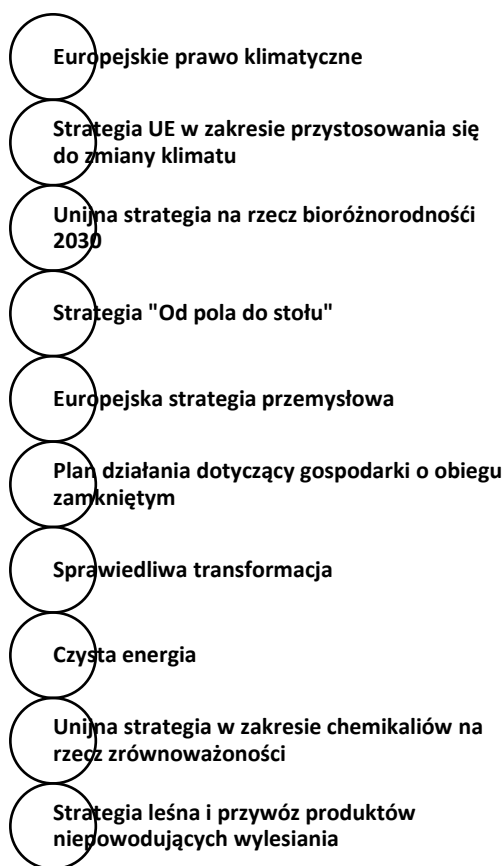 Europejskie prawo klimatyczne
Strategia UE w zakresie przystosowania się
do zmiany klimatu
Unijna strategia na rzecz bioróżnorodnośći
2030
Strategia "Od pola do stołu"
Europejska strategia przemysłowa
Plan działania dotyczący gospodarki o obiegu
zamkniętym
Sprawiedliwa transformacja
Czysta energia
Unijna strategia w zakresie chemikaliów na
rzecz zrównoważoności
Strategia leśna i przywóz produktów
niepowodujących wylesiania